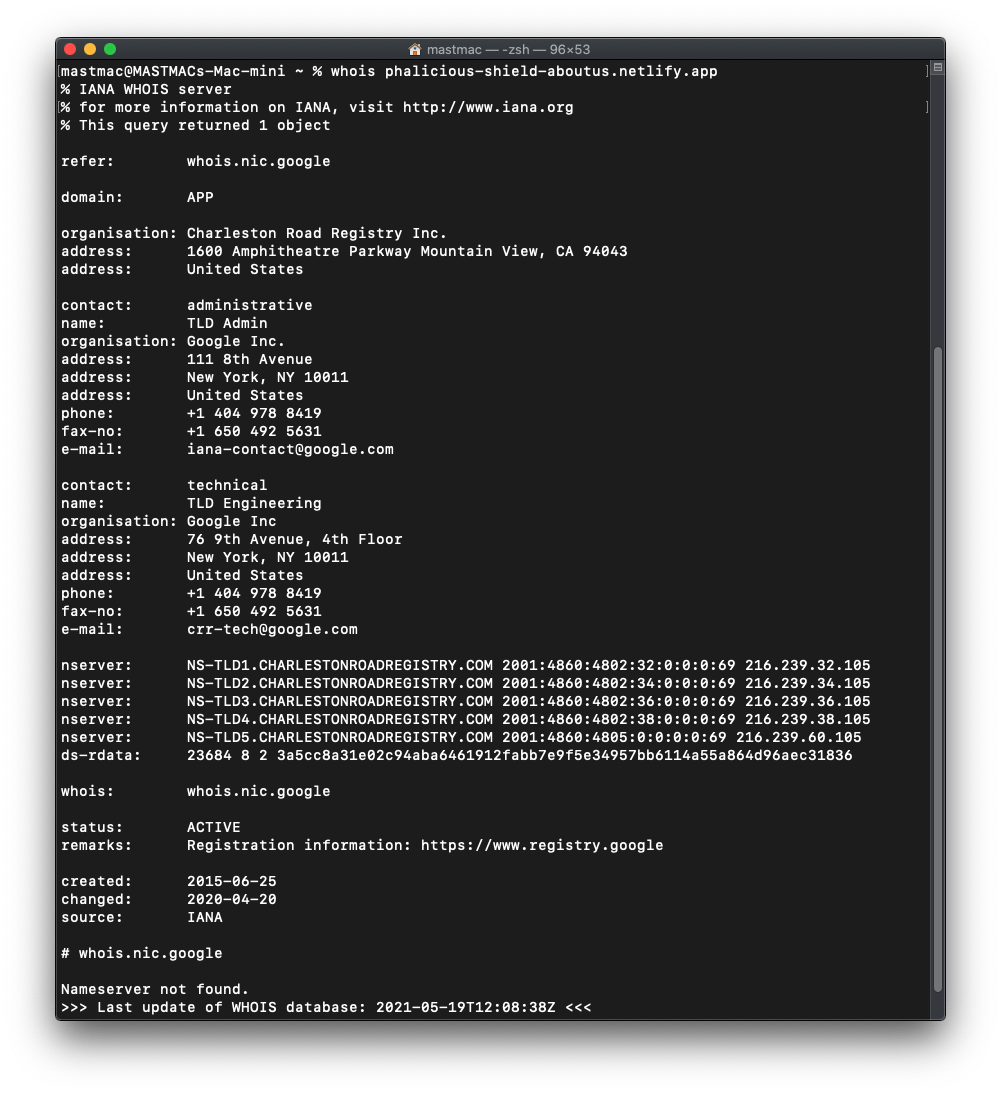 mastmac — -zsh — 96×53
[mastmac@MASTMACs-Mac-mini ~ % whois phalicious-shield-aboutus.netlify.app ]
% IANA WHOIS server
[% for more information on IANA, visit http://www.iana.org ]
% This query returned 1 object

refer:        whois.nic.google

domain:       APP

organisation: Charleston Road Registry Inc.
address:      1600 Amphitheatre Parkway Mountain View, CA 94043
address:      United States

contact:      administrative
name:         TLD Admin
organisation: Google Inc.
address:      111 8th Avenue
address:      New York, NY 10011
address:      United States
phone:        +1 404 978 8419
fax-no:       +1 650 492 5631
e-mail:       iana-contact@google.com

contact:      technical
name:         TLD Engineering
organisation: Google Inc
address:      76 9th Avenue, 4th Floor
address:      New York, NY 10011
address:      United States
phone:        +1 404 978 8419
fax-no:       +1 650 492 5631
e-mail:       crr-tech@google.com

nserver:      NS-TLD1.CHARLESTONROADREGISTRY.COM 2001:4860:4802:32:0:0:0:69 216.239.32.105
nserver:      NS-TLD2.CHARLESTONROADREGISTRY.COM 2001:4860:4802:34:0:0:0:69 216.239.34.105
nserver:      NS-TLD3.CHARLESTONROADREGISTRY.COM 2001:4860:4802:36:0:0:0:69 216.239.36.105
nserver:      NS-TLD4.CHARLESTONROADREGISTRY.COM 2001:4860:4802:38:0:0:0:69 216.239.38.105
nserver:      NS-TLD5.CHARLESTONROADREGISTRY.COM 2001:4860:4805:0:0:0:0:69 216.239.60.105
ds-rdata:     23684 8 2 3a5cc8a31e02c94aba6461912fabb7e9f5e34957bb6114a55a864d96aec31836

whois:        whois.nic.google

status:       ACTIVE
remarks:      Registration information: https://www.registry.google

created:      2015-06-25
changed:      2020-04-20
source:       IANA

# whois.nic.google

Nameserver not found.
>>> Last update of WHOIS database: 2021-05-19T12:08:38Z <<<